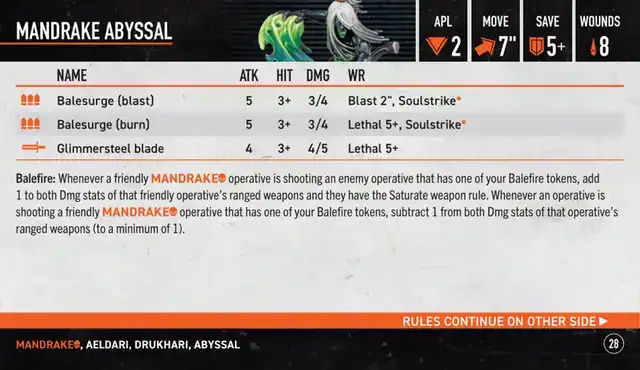 MANDRAKE ABYSSAL
APL
2
MOVE
7"
SAVE
5+
WOUNDS
8
NAME ATK HIT DMG WR
Balesurge (blast) 5 3+ 3/4 Blast 2", Soulstrike*
Balesurge (burn) 5 3+ 3/4 Lethal 5+, Soulstrike*
Glimmersteel blade 4 3+ 4/5 Lethal 5+
Balefire: Whenever a friendly MANDRAKE operative is shooting an enemy operative that has one of your Balefire tokens, add
1 to both Dmg stats of that friendly operative's ranged weapons and they have the Saturate weapon rule. Whenever an operative is
shooting a friendly MANDRAKE operative that has one of your Balefire tokens, subtract 1 from both Dmg stats of that operative's
ranged weapons (to a minimum of 1).
RULES CONTINUE ON OTHER SIDE
MANDRAKE, AELDARI, DRUKHARI, ABYSSAL
28